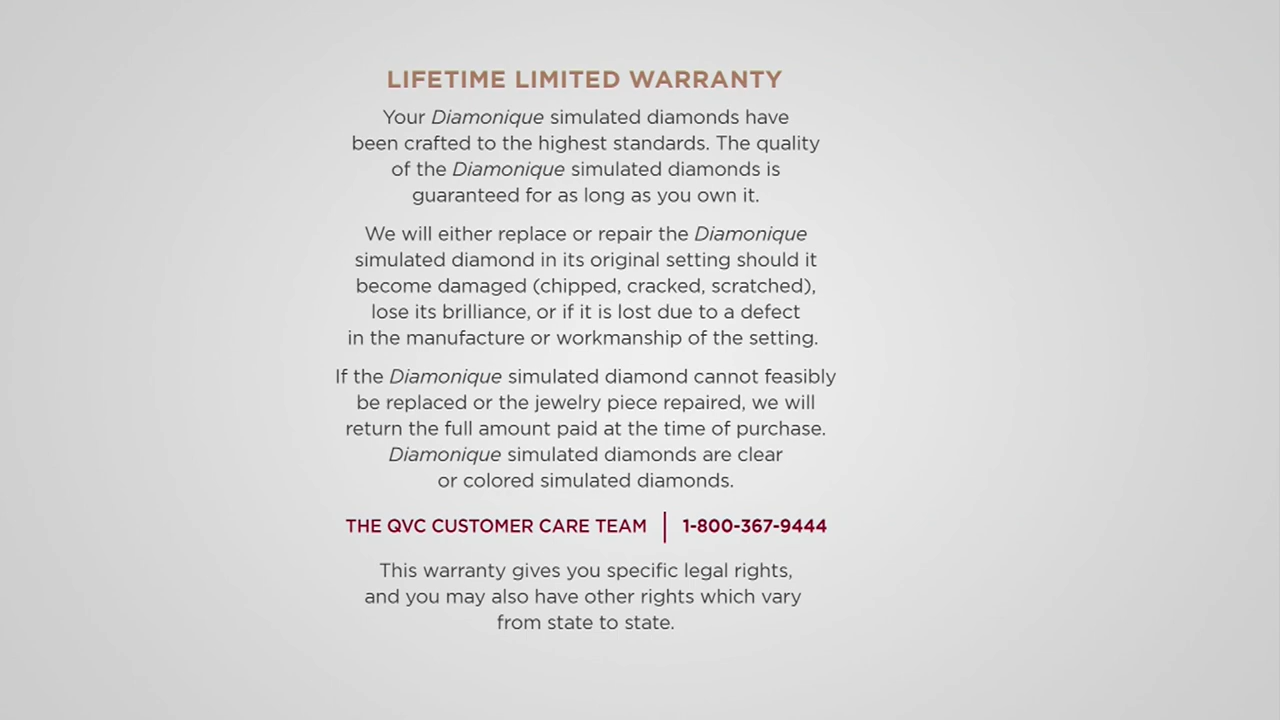 LIFETIME LIMITED WARRANTY
Your Diamonique simulated diamonds have
been crafted to the highest standards. The quality
of the Diamonique simulated diamonds is
guaranteed for as long as you own it.
We will either replace or repair the Diamonique
simulated diamond in its original setting should it
become damaged (chipped, cracked, scratched),
lose its brilliance, or if it is lost due to a defect
in the manufacture or workmanship of the setting.
If the Diamonique simulated diamond cannot feasibly
be replaced or the jewelry piece repaired, we will
return the full amount paid at the time of purchase.
Diamonique simulated diamonds are clear
or colored simulated diamonds.
THE QVC CUSTOMER CARE TEAM | 1-800-367-9444
This warranty gives you specific legal rights,
and you may also have other rights which vary
from state to state.